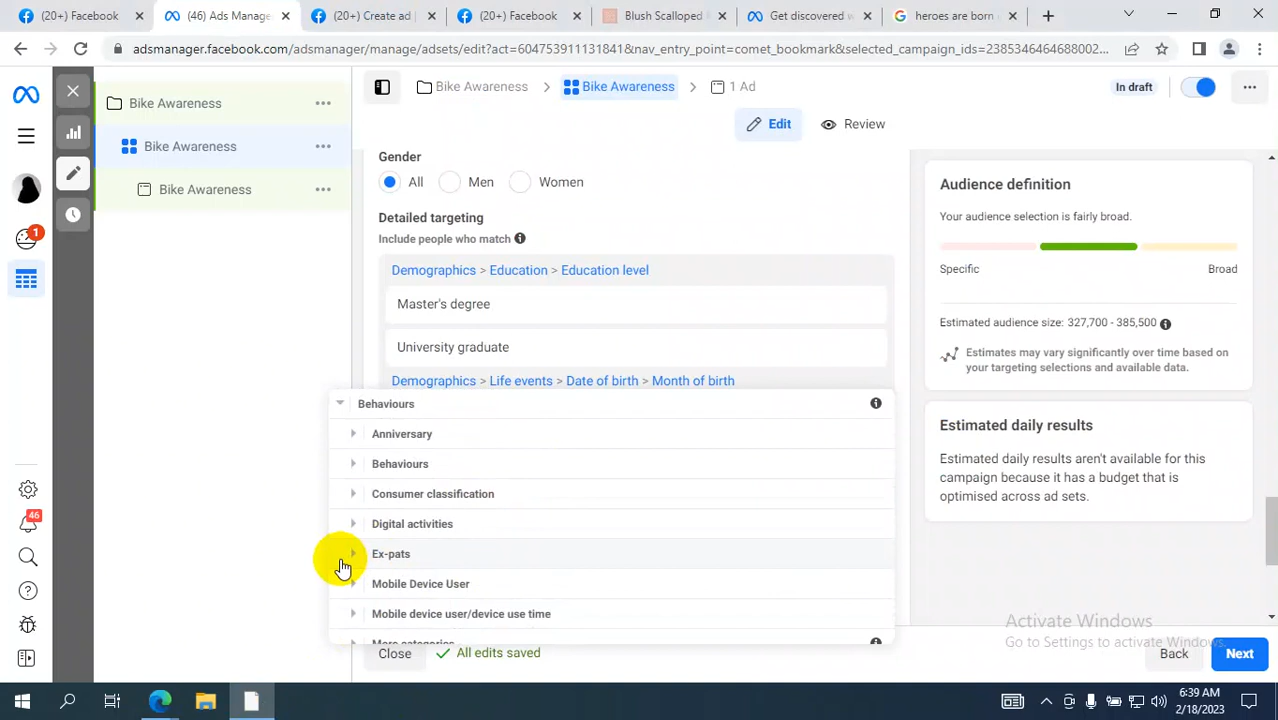 (20+) Facebook
(46) Ads Manage
(20+) Create ad
(20+) Facebook
Blush Scalloped
Get discovered w
heroes are born
adsmanager.facebook.com/adsmanager/manage/adsets/edit?act=604753911131841&nav_entry_point=comet_bookmark&selected_campaign_ids=2385346464688002...
Bike Awareness
Bike Awareness
Bike Awareness
Bike Awareness > Bike Awareness > 1 Ad
In draft
Edit Review
Gender
All Men Women
Detailed targeting
Include people who match
Demographics > Education > Education level
Master's degree
University graduate
Demographics > Life events > Date of birth > Month of birth
Behaviours
Anniversary
Behaviours
Consumer classification
Digital activities
Ex-pats
Mobile Device User
Mobile device user/device use time
More categories
Close All edits saved
Back Next
Audience definition
Your audience selection is fairly broad.
Specific Broad
Estimated audience size: 327,700 - 385,500
Estimates may vary significantly over time based on
your targeting selections and available data.
Estimated daily results
Estimated daily results aren't available for this
campaign because it has a budget that is
optimised across ad sets.
Activate Windows
Go to Settings to activate Windows.
1
46
6:39 AM
2/18/2023